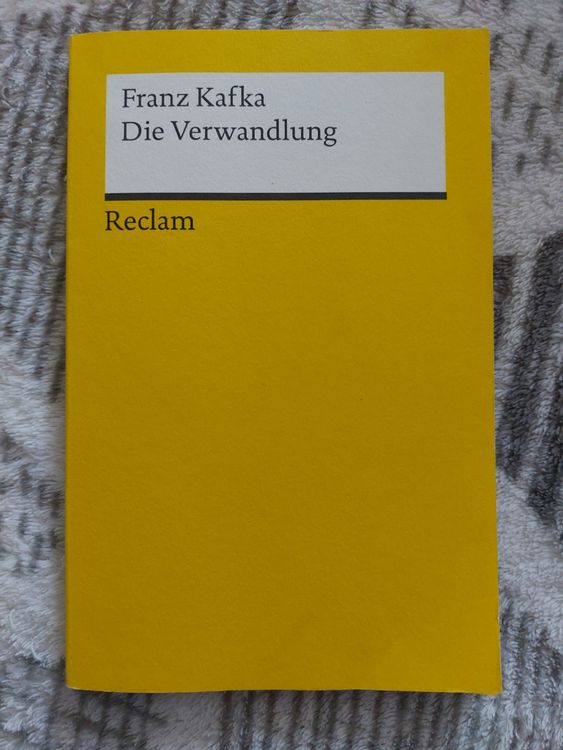 Franz Kafka
Die Verwandlung
Reclam